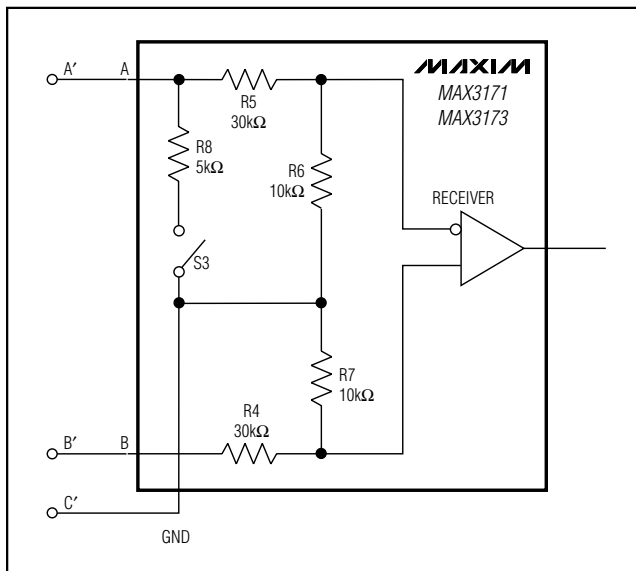 A′
A
R5
30kΩ
MAXIM
MAX3171
MAX3173
R8
5kΩ
R6
10kΩ
RECEIVER
S3
R7
10kΩ
R4
30kΩ
B′
B
C′
GND